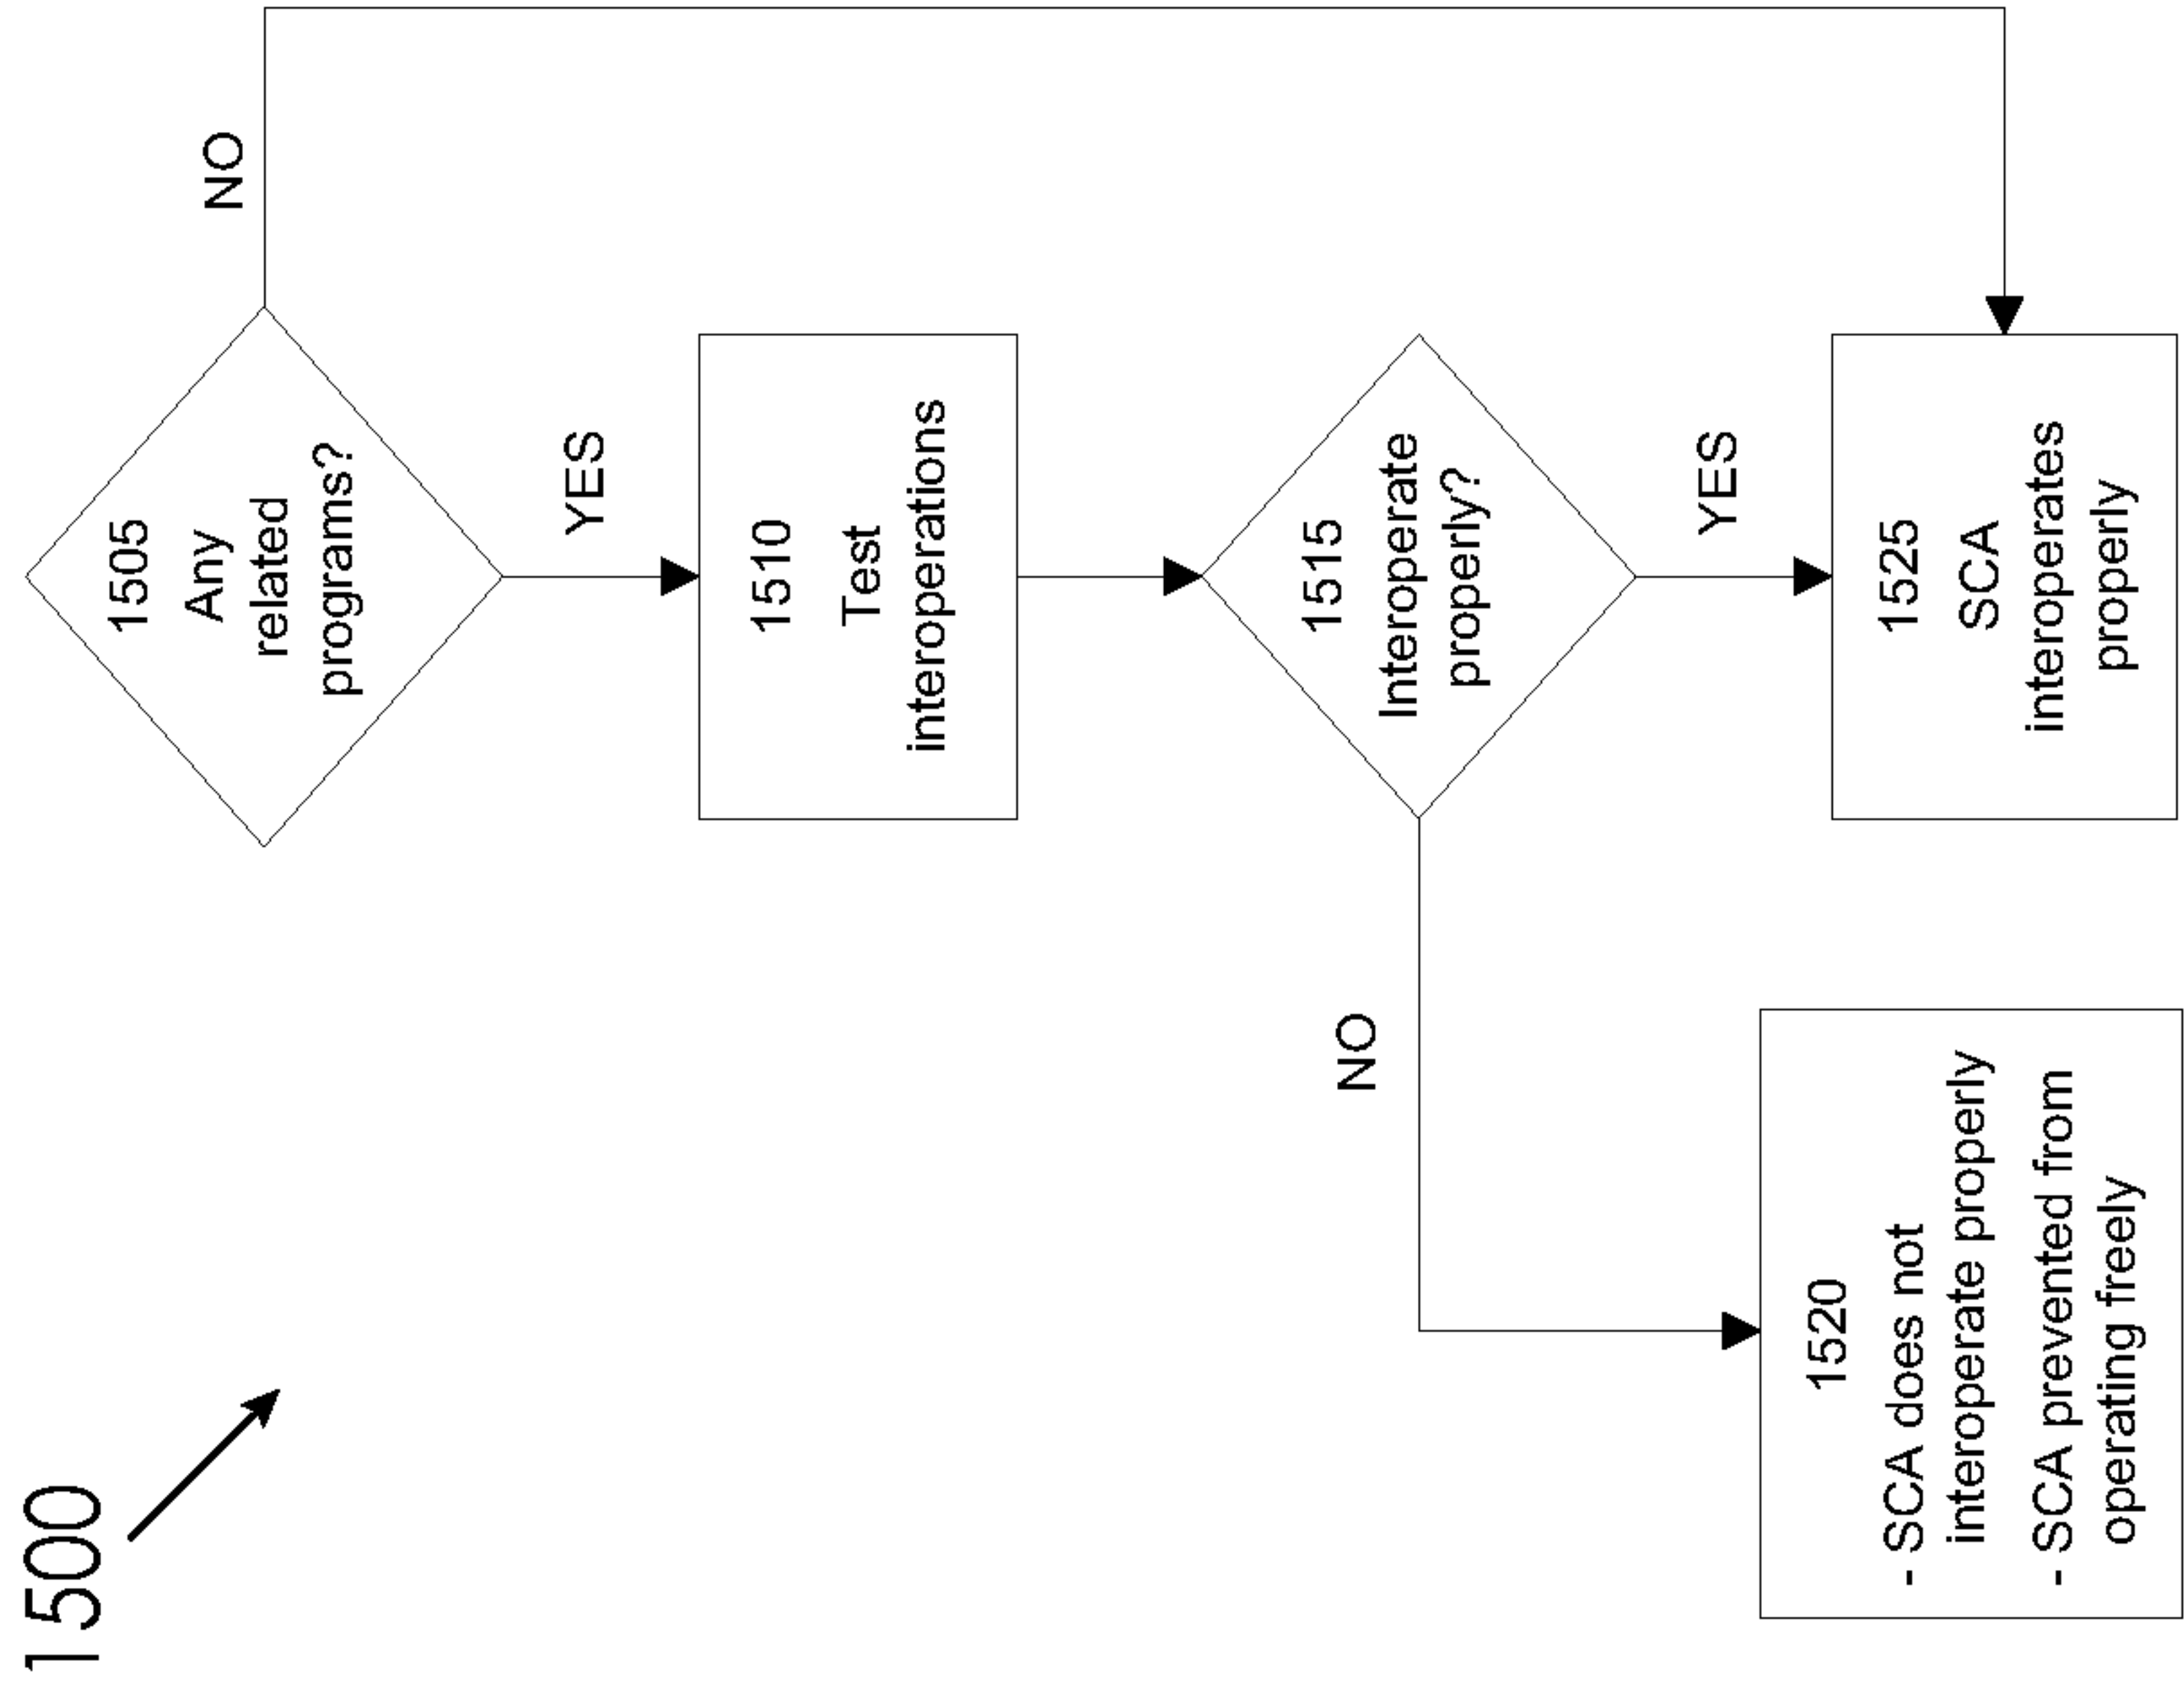 1500
1505
Any
related
programs?
NO
YES
1510
Test
interoperations
1515
Interoperate
properly?
NO
YES
1520
- SCA does not
interoperate properly
- SCA prevented from
operating freely
1525
SCA
interoperates
properly